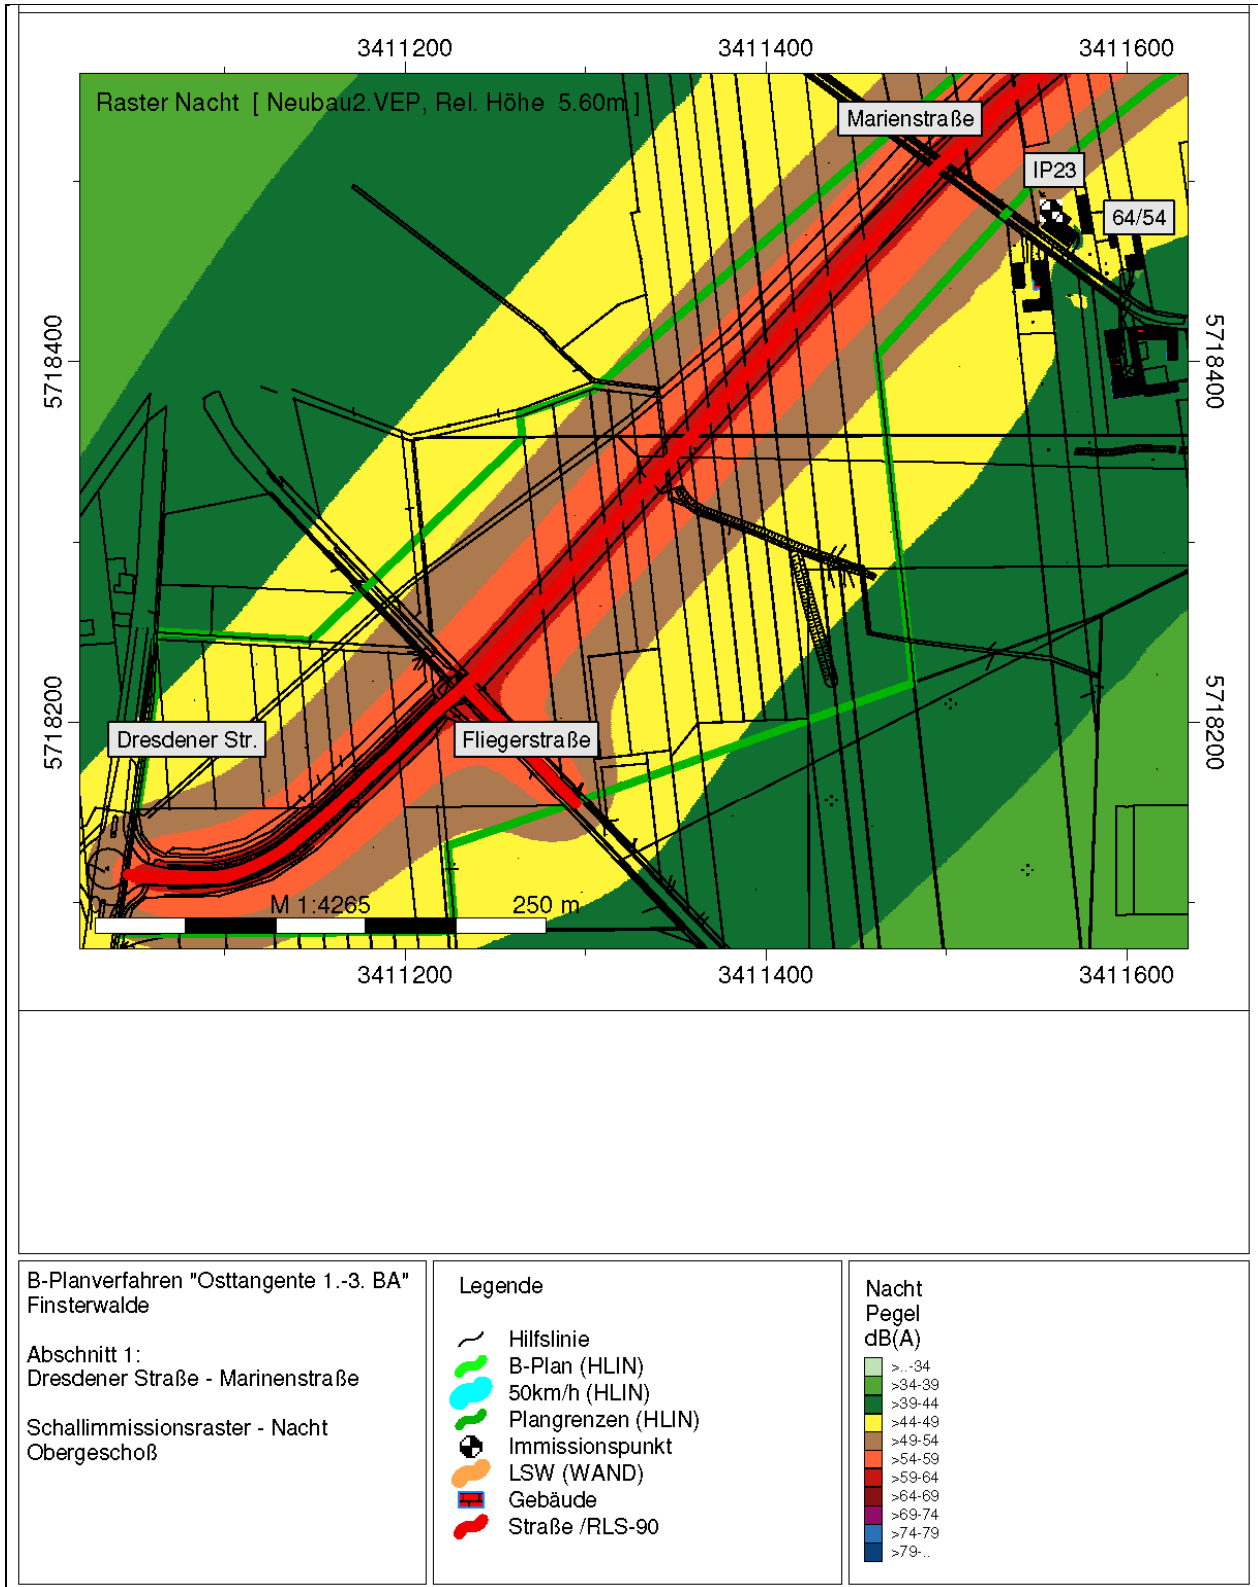 3411200 3411400 3411600
Raster Nacht [ Neubau2.VEP, Rel. Höhe 5.60m ]
Marienstraße
IP23
64/54
5718400 5718400
5718200 5718200
Dresdener Str.
Fliegerstraße
0 M 1:4265 250 m
3411200 3411400 3411600
B-Planverfahren "Osttangente 1.-3. BA"
Finsterwalde
Abschnitt 1:
Dresdener Straße - Marinenstraße
Schallimmissionsraster - Nacht
Obergeschoß
Legende
Hilfslinie
B-Plan (HLIN)
50km/h (HLIN)
Plangrenzen (HLIN)
Immissionspunkt
LSW (WAND)
Gebäude
Straße /RLS-90
Nacht
Pegel
dB(A)
>..-34
>34-39
>39-44
>44-49
>49-54
>54-59
>59-64
>64-69
>69-74
>74-79
>79-..